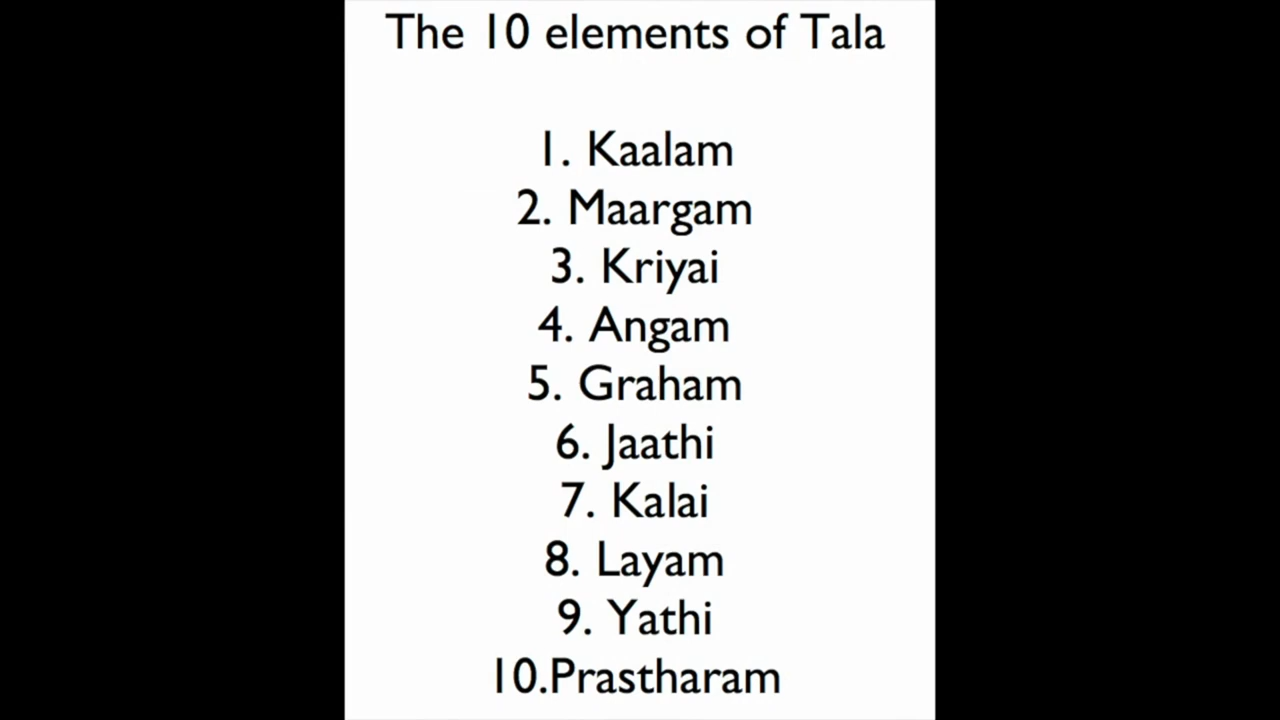 The 10 elements of Tala
1. Kaalam
2. Maargam
3. Kriyai
4. Angam
5. Graham
6. Jaathi
7. Kalai
8. Layam
9. Yathi
10.Prastharam